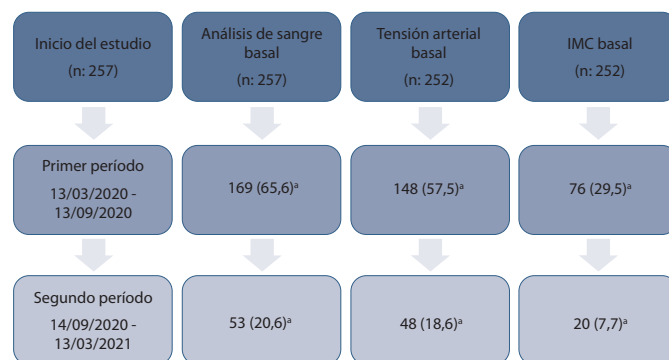 Inicio del estudio
(n: 257)
Análisis de sangre
basal
(n: 257)
Tensión arterial
basal
(n: 252)
IMC basal
(n: 252)
Primer período
13/03/2020 -
13/09/2020
169 (65,6)ª
148 (57,5)ª
76 (29,5)ª
Segundo período
14/09/2020 -
13/03/2021
53 (20,6)ª
48 (18,6)ª
20 (7,7)ª